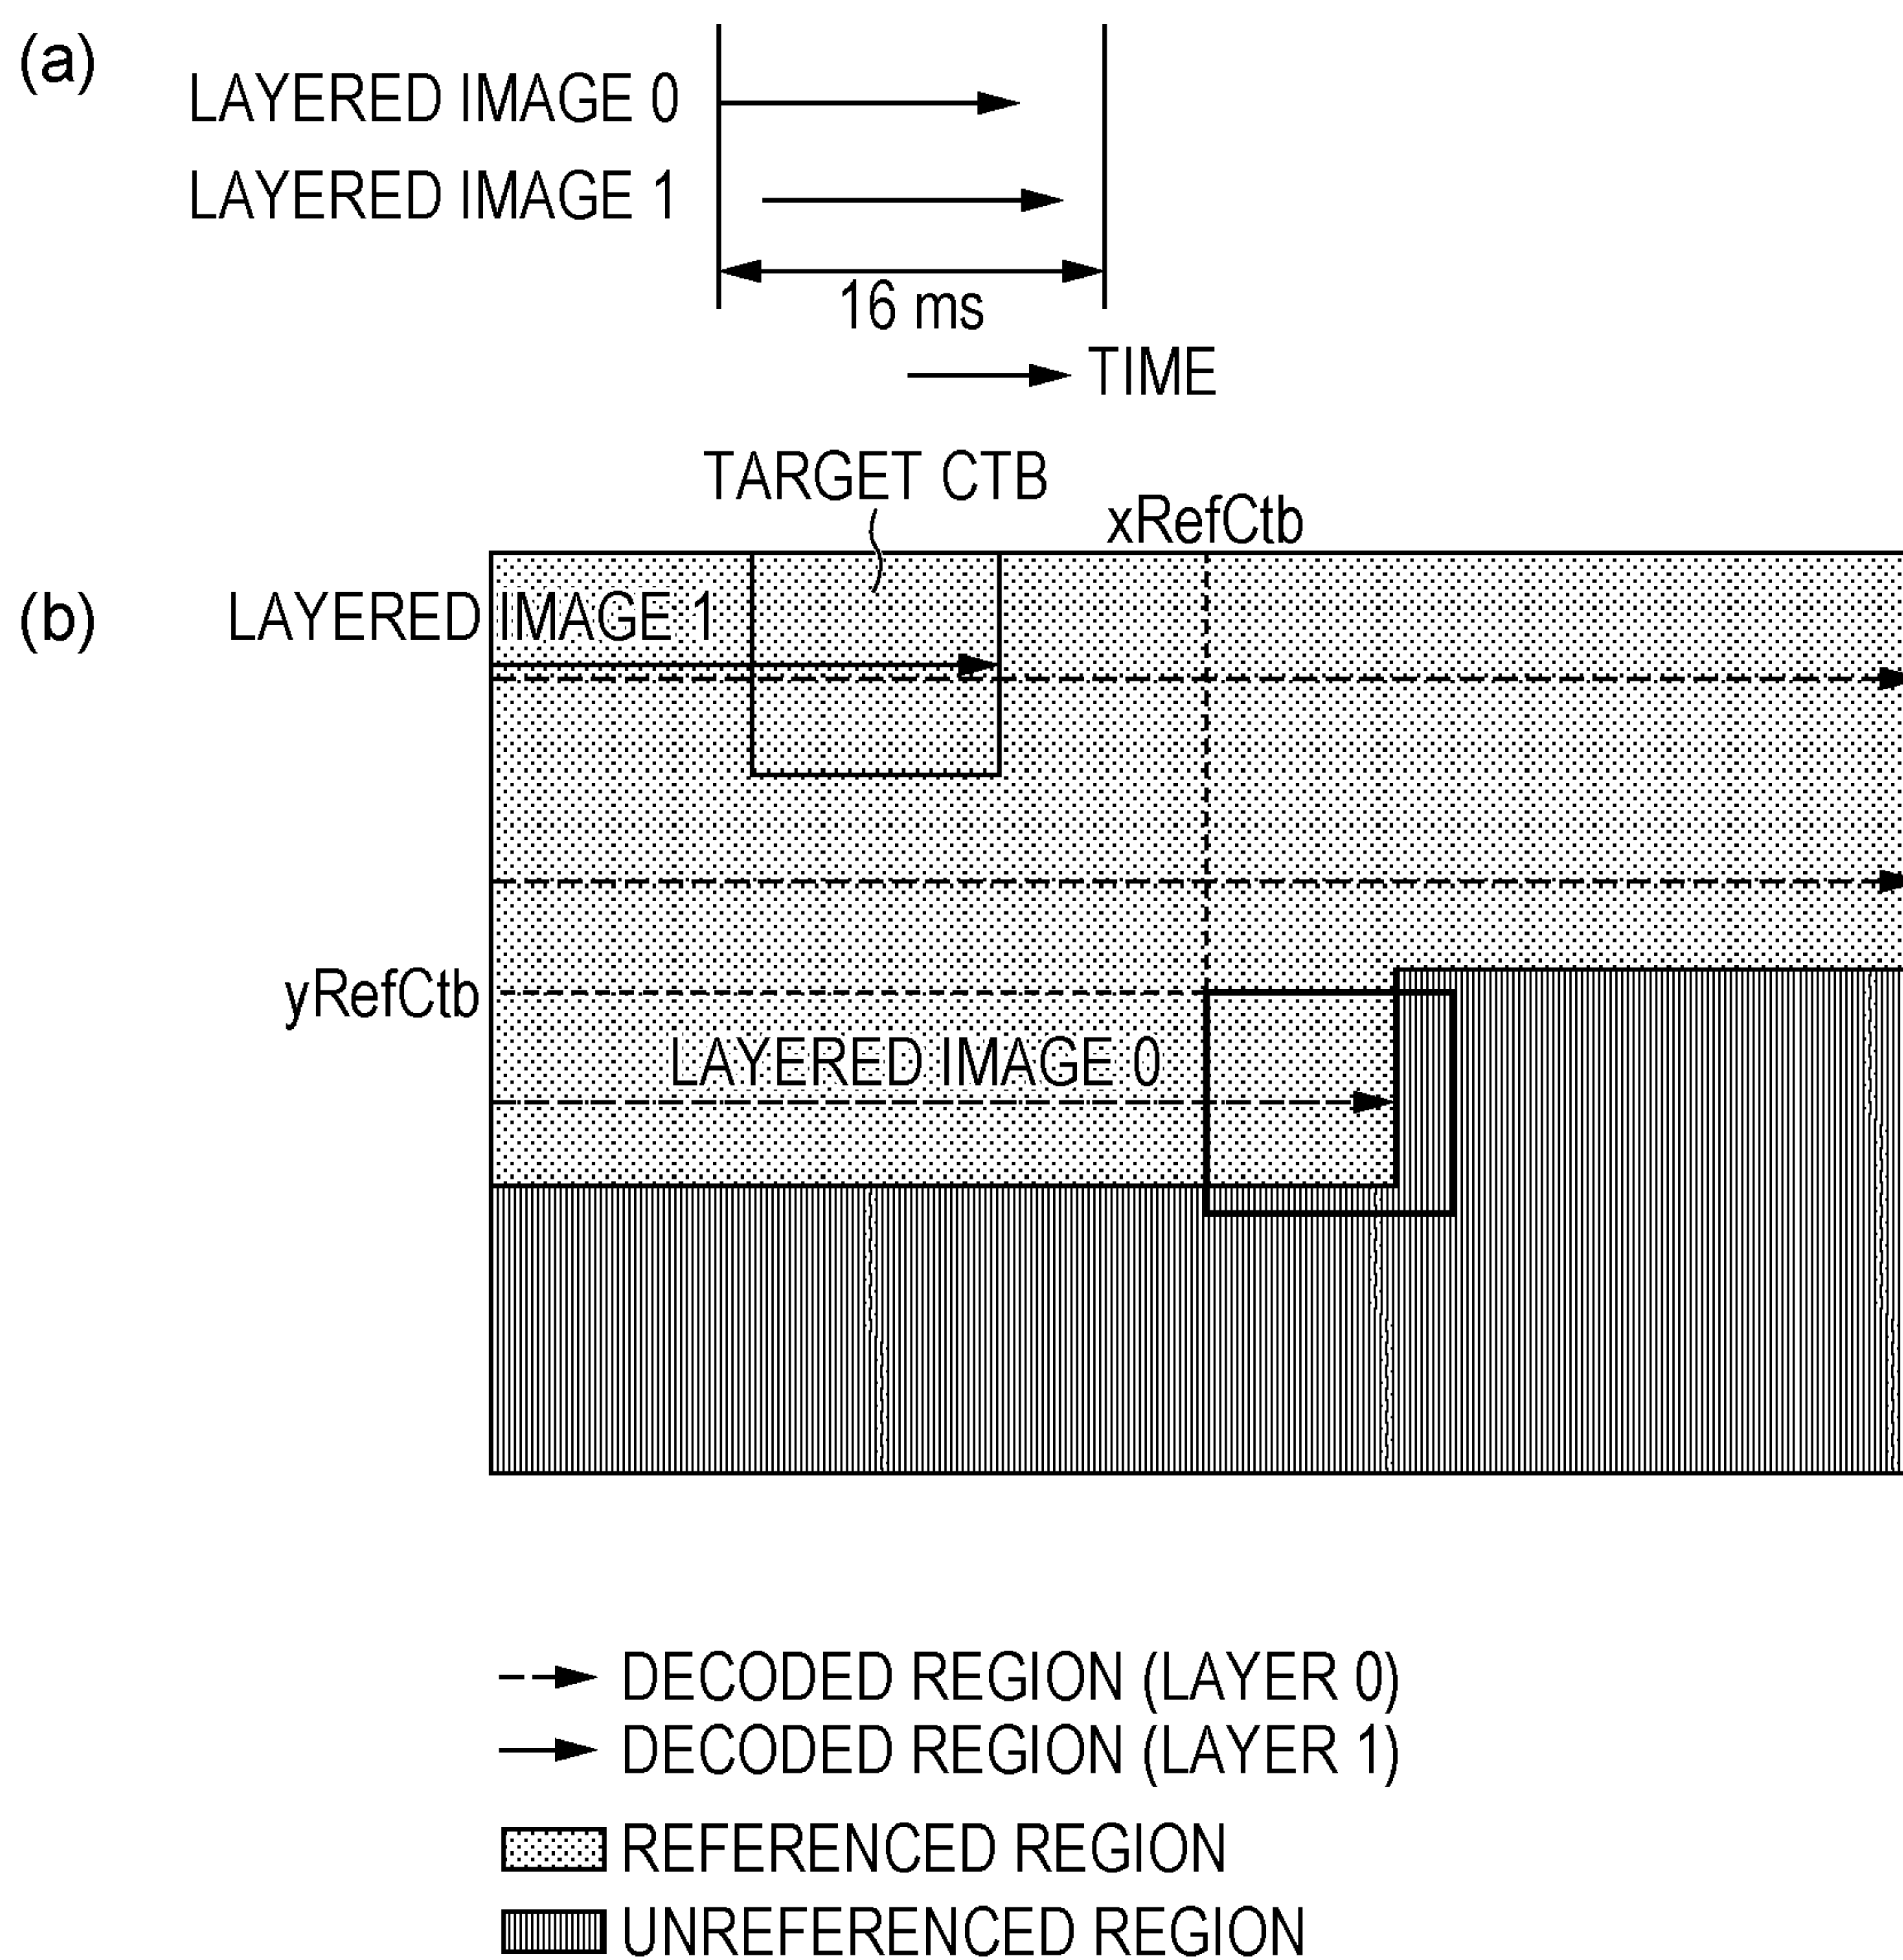 (a)
LAYERED IMAGE 0
LAYERED IMAGE 1
16 ms
TIME
TARGET CTB
xRefCtb
(b)
LAYERED IMAGE 1
yRefCtb
LAYERED IMAGE 0
DECODED REGION (LAYER 0)
DECODED REGION (LAYER 1)
REFERENCED REGION
UNREFERENCED REGION